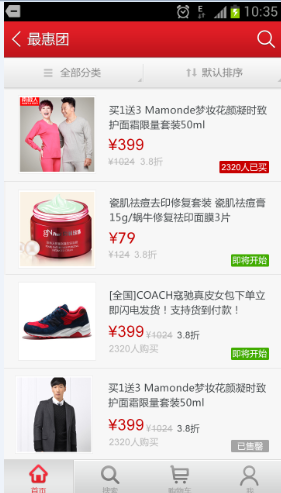 10:35
最惠团
全部分类
默认排序
买1送3 Mamonde梦妆花颜凝时致
护面霜限量套装50ml
¥399
¥1024 3.8折
2320人已买
瓷肌祛痘去印修复套装 瓷肌祛痘膏
15g/蜗牛修复祛印面膜3片
¥79
¥124 3.8折
即将开始
[全国]COACH寇驰真皮女包下单立
即闪电发货！支持货到付款！
¥399 ¥1024 3.8折
2320人购买
即将开始
买1送3 Mamonde梦妆花颜凝时致
护面霜限量套装50ml
¥399 ¥1024 3.8折
2320人购买
已售罄
首页
搜索
购物车
我